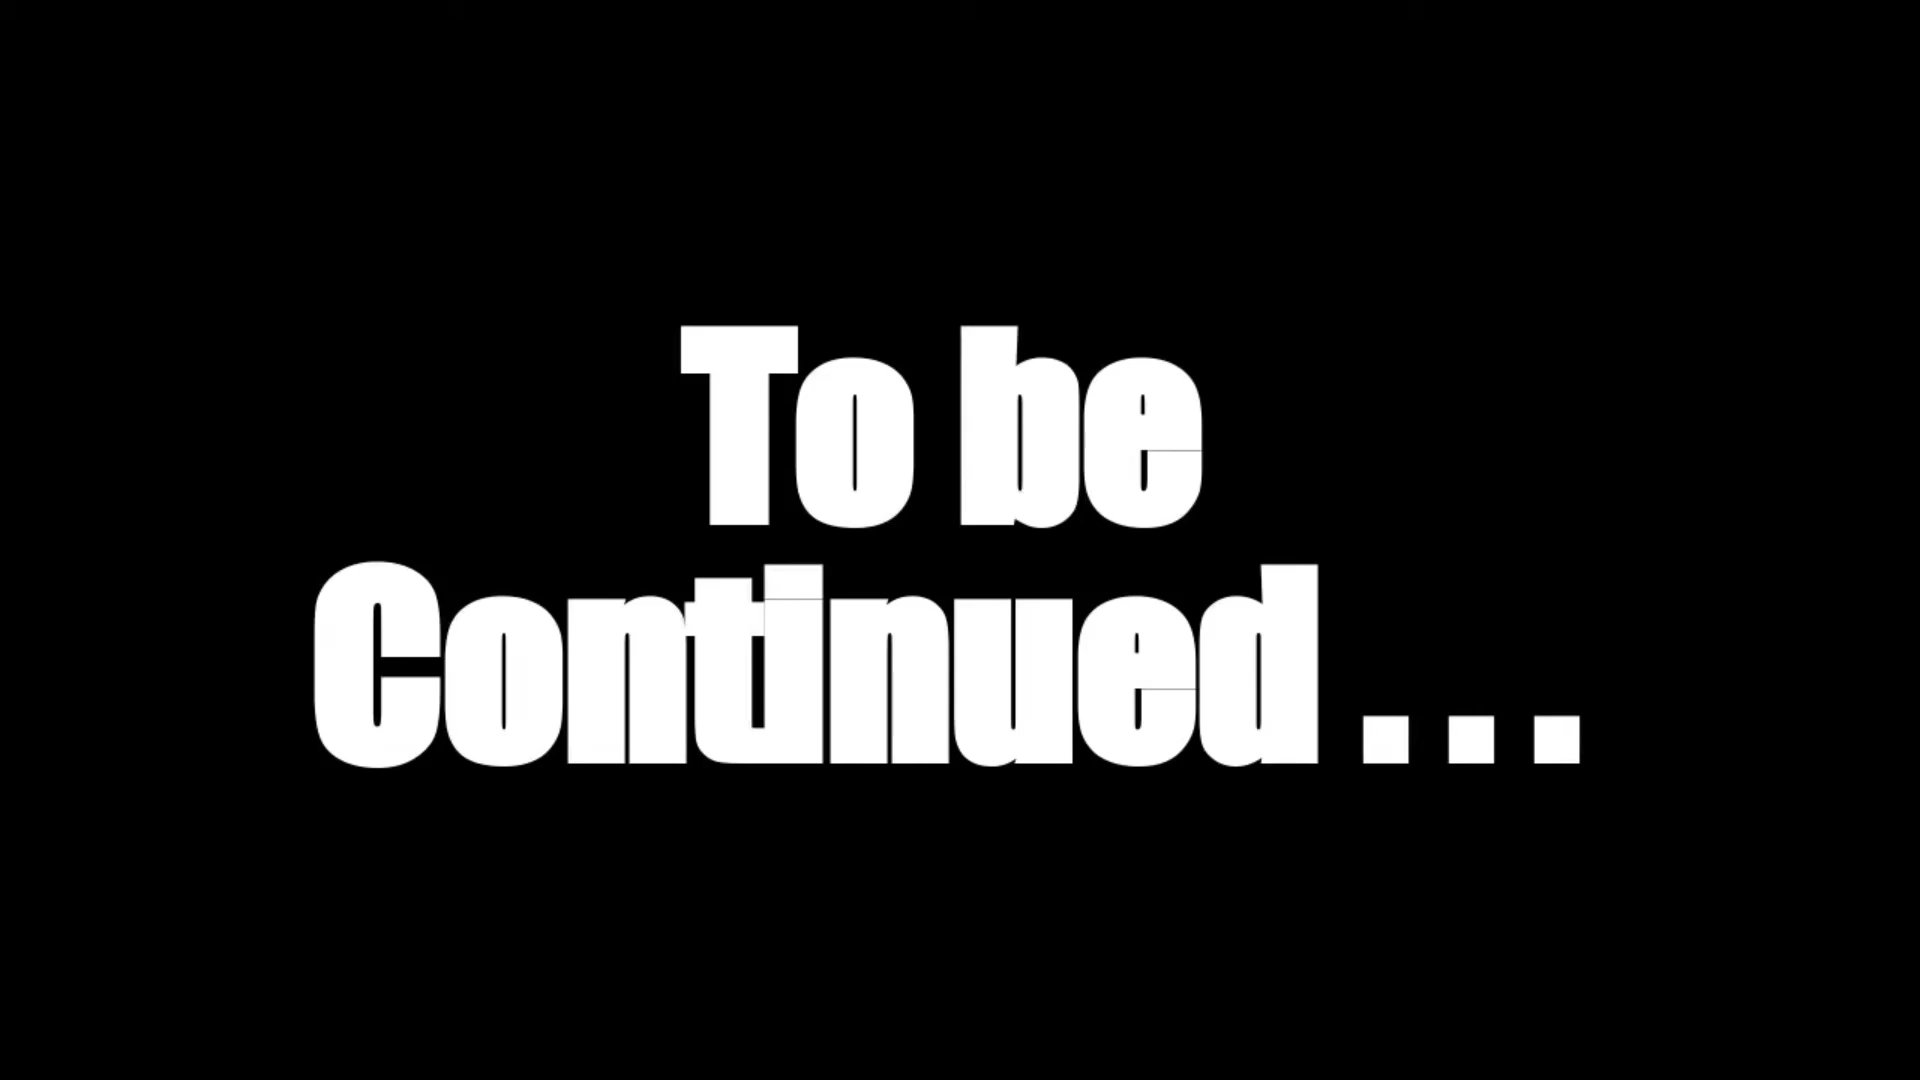 To be
Continued . . .